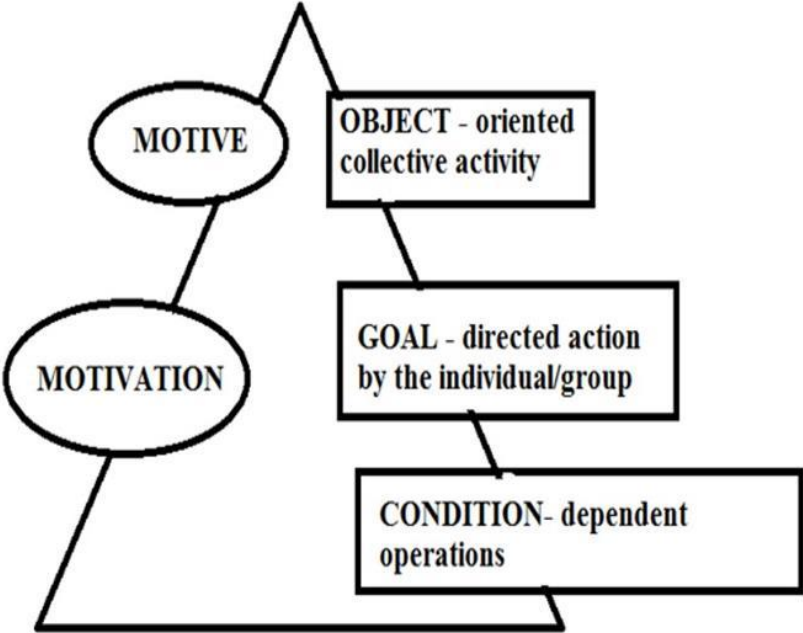 MOTIVE
OBJECT - oriented
collective activity
GOAL - directed action
by the individual/group
MOTIVATION
CONDITION- dependent
operations